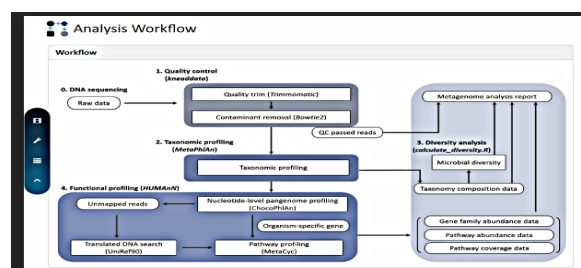 Analysis Workflow
Workflow
0. DNA sequencing
Raw data
1. Quality control
(kneaddata)
Quality trim (Trimmomatic)
Contaminant removal (Bowtie2)
QC passed reads
2. Taxonomic profiling
(MetaPhlAn)
Taxonomic profiling
3. Diversity analysis
(calculate_diversity.R)
Metagenome analysis report
Microbial diversity
Taxonomy composition data
4. Functional profiling (HUMAnN)
Unmapped reads
Nucleotide-level pangenome profiling
(ChocoPhlAn)
Organism-specific gene
Translated DNA search
(UniRef90)
Pathway profiling
(MetaCyc)
Gene family abundance data
Pathway abundance data
Pathway coverage data